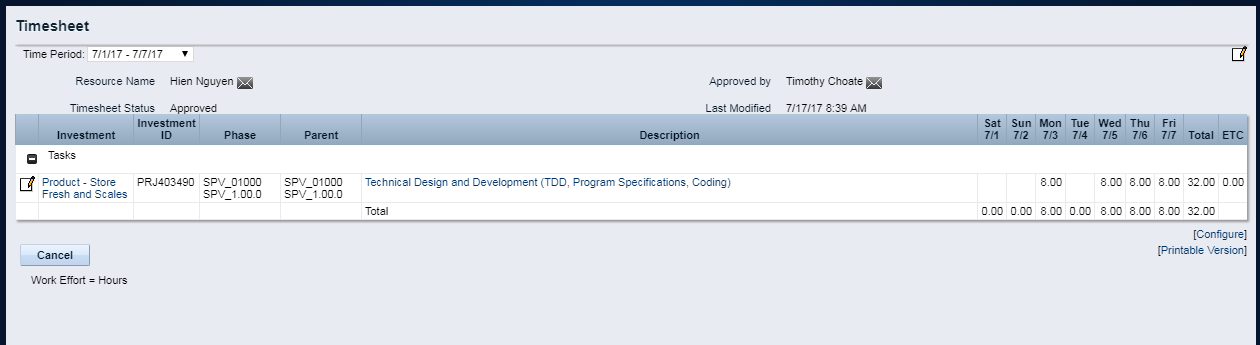 Timesheet
Time Period: 7/1/17 - 7/7/17
Resource Name Hien Nguyen Approved by Timothy Choate
Timesheet Status Approved Last Modified 7/17/17 8:39 AM
Investment Investment ID Phase Parent Description Sat 7/1 Sun 7/2 Mon 7/3 Tue 7/4 Wed 7/5 Thu 7/6 Fri 7/7 Total ETC
Tasks
Product - Store Fresh and Scales PRJ403490 SPV_01000 SPV_1.00.0 SPV_01000 SPV_1.00.0 Technical Design and Development (TDD, Program Specifications, Coding) 8.00 8.00 8.00 8.00 32.00 0.00
Total 0.00 0.00 8.00 0.00 8.00 8.00 8.00 32.00
[Configure]
Cancel [Printable Version]
Work Effort = Hours